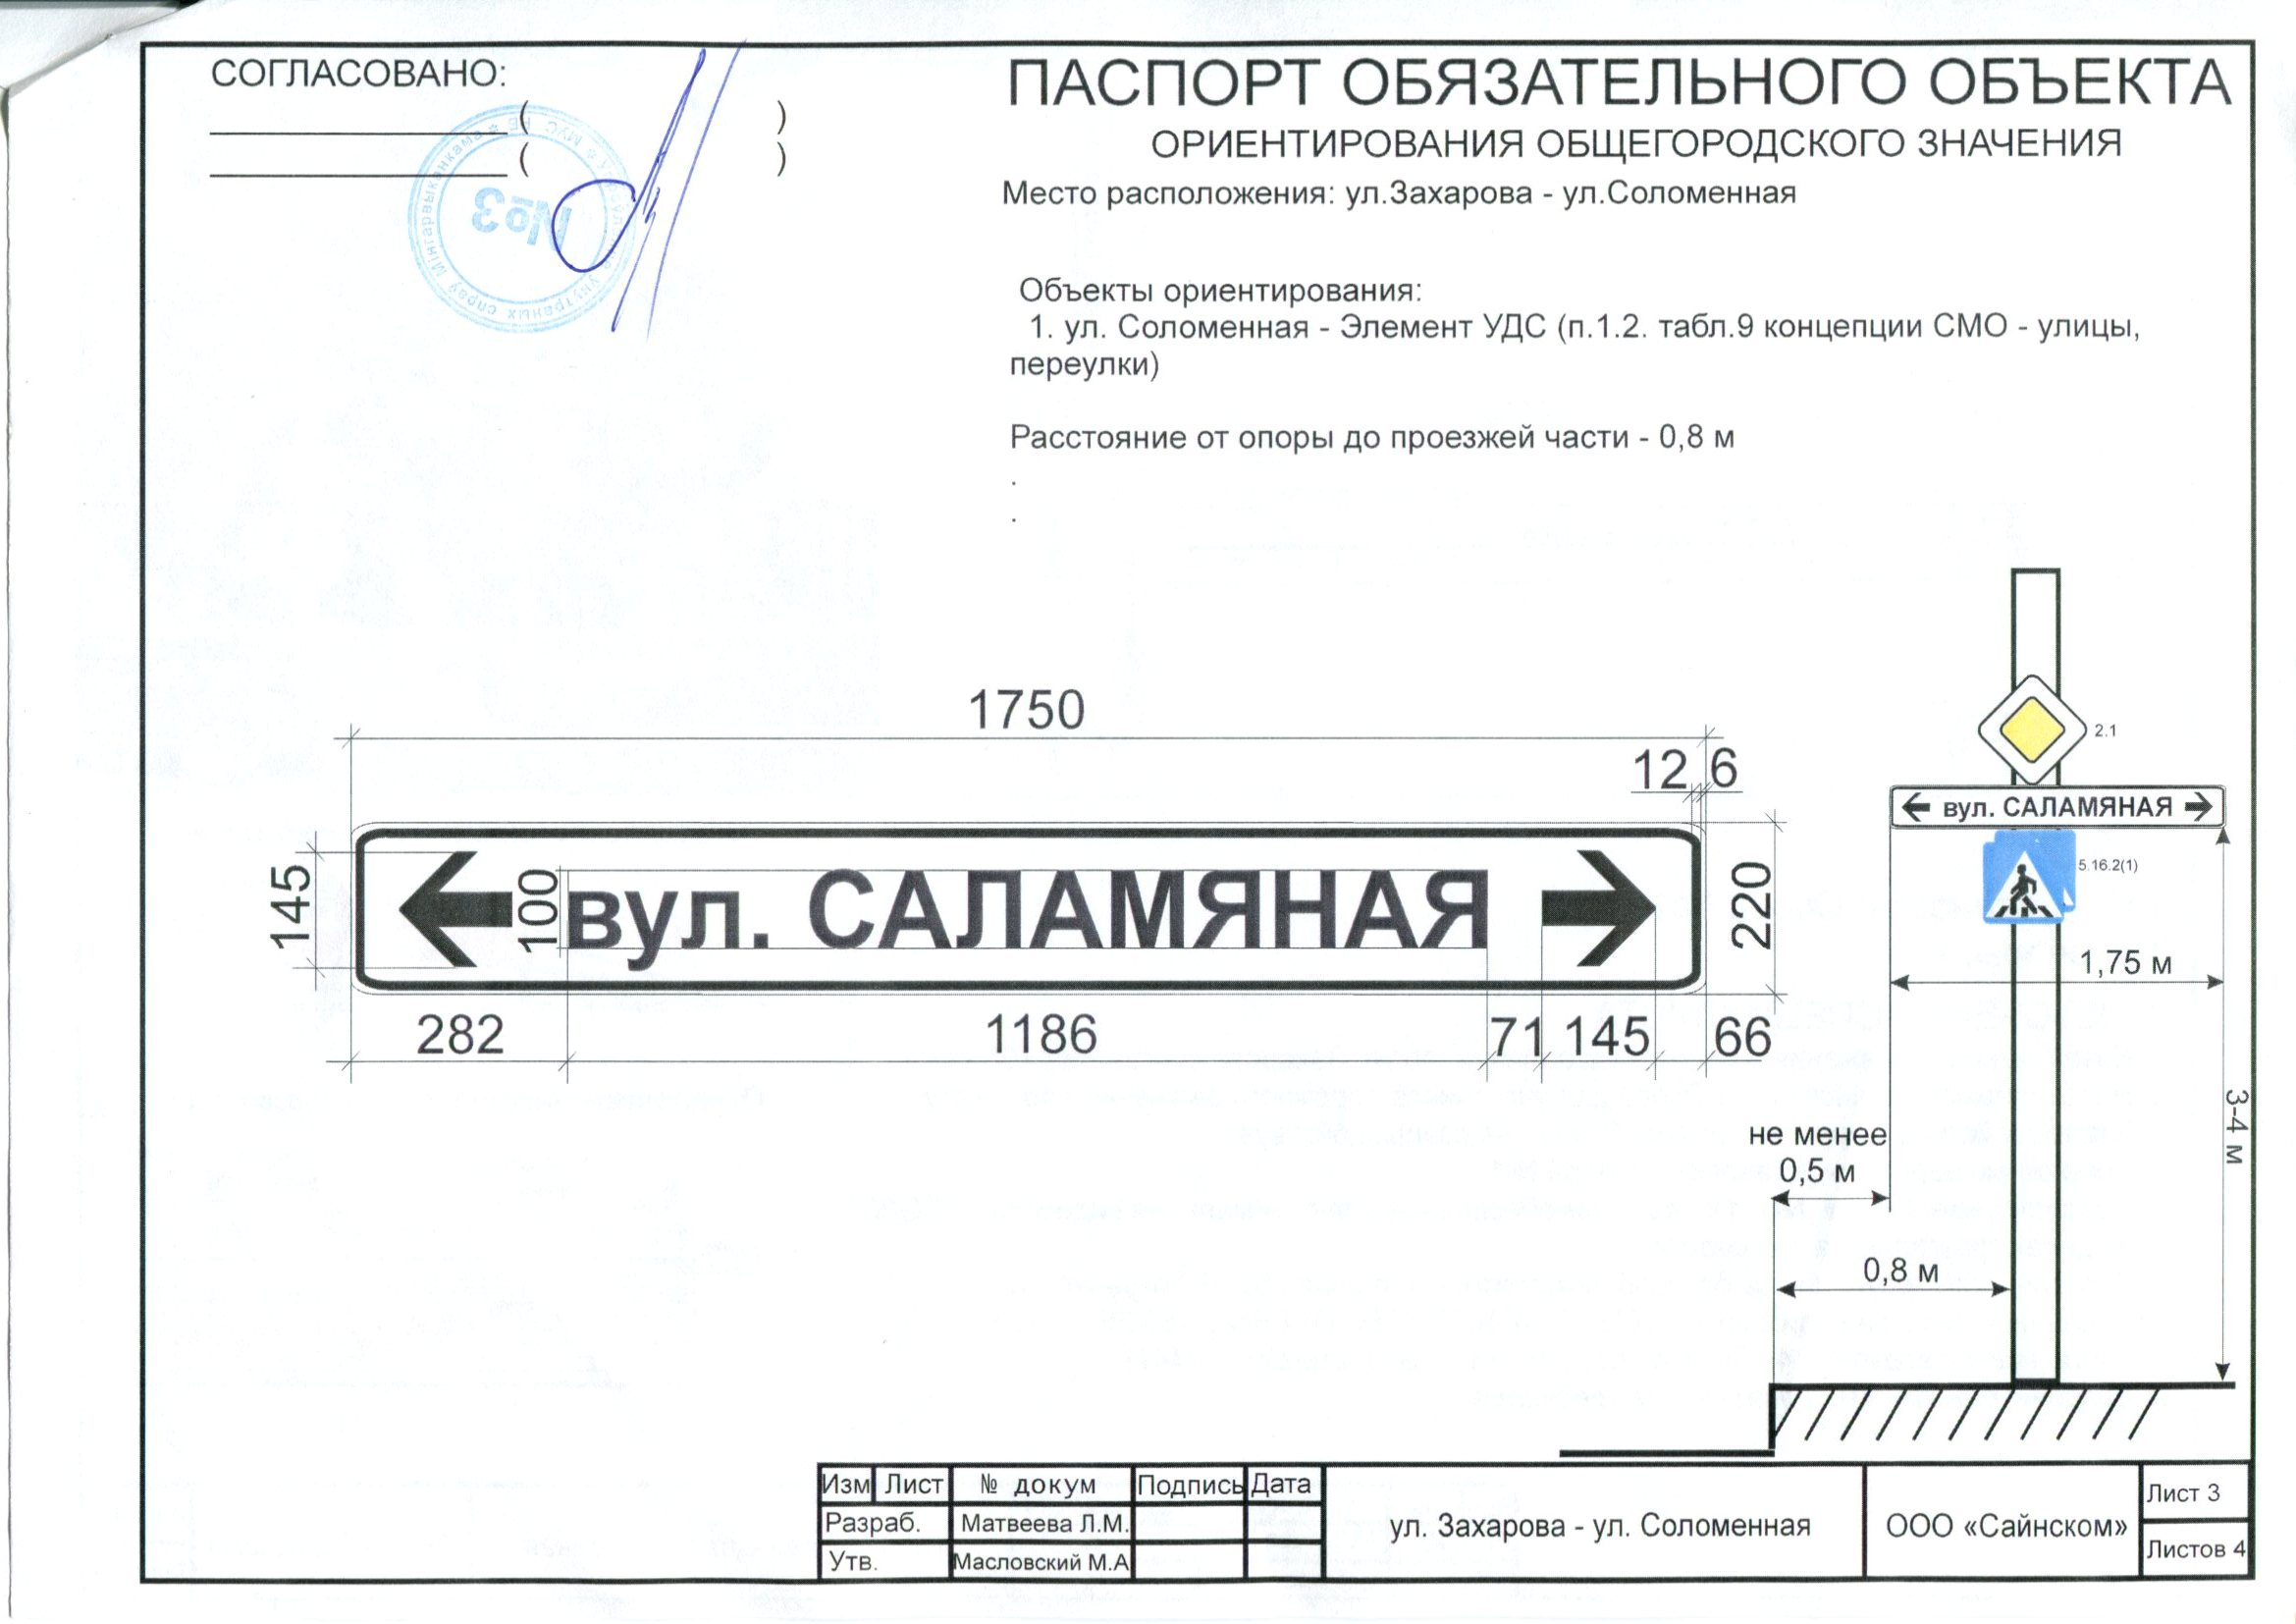 СОГЛАСОВАНО:
( )
( )
№3
ПАСПОРТ ОБЯЗАТЕЛЬНОГО ОБЪЕКТА
ОРИЕНТИРОВАНИЯ ОБЩЕГОРОДСКОГО ЗНАЧЕНИЯ
Место расположения: ул.Захарова - ул.Соломенная
Объекты ориентирования:
1. ул. Соломенная - Элемент УДС (п.1.2. табл.9 концепции СМО - улицы,
переулки)
Расстояние от опоры до проезжей части - 0,8 м
.
.
1750
12 6
145
100
вул. САЛАМЯНАЯ
220
282 1186 71 145 66
2.1
вул. САЛАМЯНАЯ
5.16.2(1)
1,75 м
3-4 м
не менее
0,5 м
0,8 м
Изм Лист № докум Подпись Дата
Разраб. Матвеева Л.М.
Утв. Масловский М.А
ул. Захарова - ул. Соломенная
ООО «Сайнском»
Лист 3
Листов 4